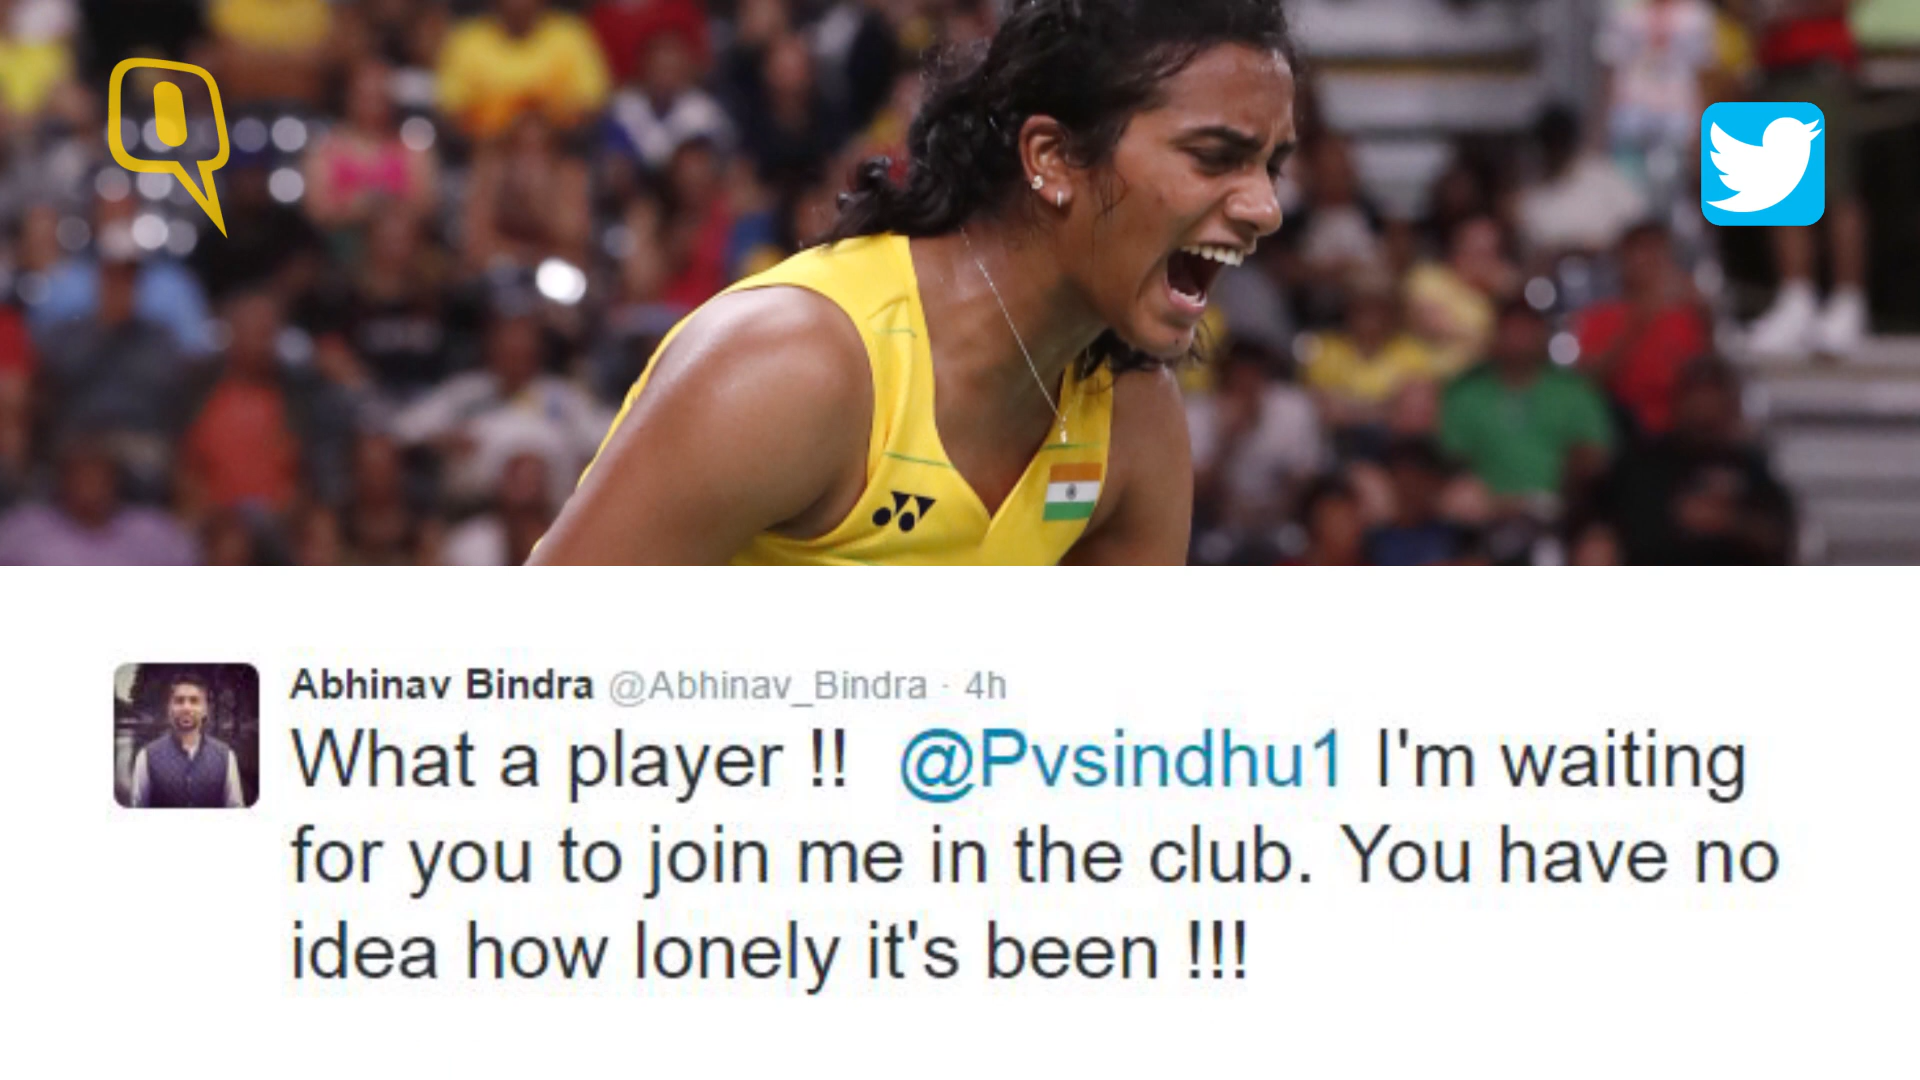 Abhinav Bindra @Abhinav_Bindra · 4h
What a player !! @Pvsindhu1 I'm waiting
for you to join me in the club. You have no
idea how lonely it's been !!!